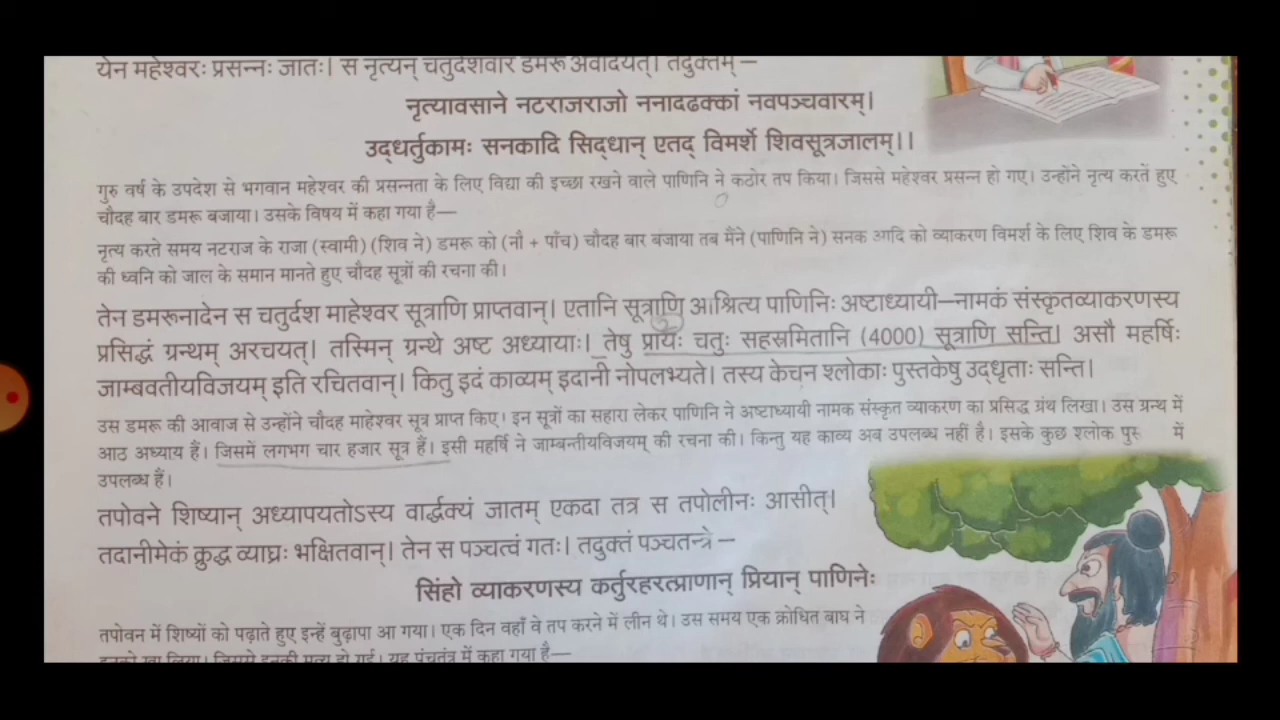 येन महेश्वरः प्रसन्नः जातः। स नृत्यन् चतुर्दशवारं डमरू अवादयत्। तदुक्तम् —
नृत्यावसाने नटराजराजो ननादढक्कां नवपञ्चवारम्।
उद्धर्तुकामः सनकादि सिद्धान् एतद् विमर्शे शिवसूत्रजालम्।।
गुरु वर्ष के उपदेश से भगवान महेश्वर की प्रसन्नता के लिए विद्या की इच्छा रखने वाले पाणिनि ने कठोर तप किया। जिससे महेश्वर प्रसन्न हो गए। उन्होंने नृत्य करतें हुए
चौदह बार डमरू बजाया। उसके विषय में कहा गया है—
नृत्य करते समय नटराज के राजा (स्वामी) (शिव ने) डमरू को (नौ + पाँच) चौदह बार बजाया तब मैंने (पाणिनि ने) सनक आदि को व्याकरण विमर्श के लिए शिव के डमरू
की ध्वनि को जाल के समान मानते हुए चौदह सूत्रों की रचना की।
तेन डमरूनादेन स चतुर्दश माहेश्वर सूत्राणि प्राप्तवान्। एतानि सूत्राणि आश्रित्य पाणिनिः अष्टाध्यायी—नामकं संस्कृतव्याकरणस्य
प्रसिद्धं ग्रन्थम् अरचयत्। तस्मिन् ग्रन्थे अष्ट अध्यायाः। तेषु प्रायः चतुः सहस्रमितानि (4000) सूत्राणि सन्ति। असौ महर्षिः
जाम्बवतीयविजयम् इति रचितवान्। कितु इदं काव्यम् इदानी नोपलभ्यते। तस्य केचन श्लोकाः पुस्तकेषु उद्धृताः सन्ति।
उस डमरू की आवाज से उन्होंने चौदह माहेश्वर सूत्र प्राप्त किए। इन सूत्रों का सहारा लेकर पाणिनि ने अष्टाध्यायी नामक संस्कृत व्याकरण का प्रसिद्ध ग्रंथ लिखा। उस ग्रन्थ में
आठ अध्याय हैं। जिसमें लगभग चार हजार सूत्र हैं। इसी महर्षि ने जाम्बन्तीयविजयम् की रचना की। किन्तु यह काव्य अब उपलब्ध नहीं है। इसके कुछ श्लोक में
उपलब्ध हैं।
तपोवने शिष्यान् अध्यापयतोऽस्य वार्द्धक्यं जातम् एकदा तत्र स तपोलीनः आसीत्।
तदानीमेकं क्रुद्ध व्याघ्रः भक्षितवान्। तेन स पञ्चत्वं गतः। तदुक्तं पञ्चतन्त्रे —
सिंहो व्याकरणस्य कर्तुरहरत्प्राणान् प्रियान् पाणिनेः
तपोवन में शिष्यों को पढ़ाते हुए इन्हें बुढ़ापा आ गया। एक दिन वहाँ वे तप करने में लीन थे। उस समय एक क्रोधित बाघ ने
इनको खा लिया। जिससे इनकी मृत्यु हो गई। यह पंचतंत्र में कहा गया है—